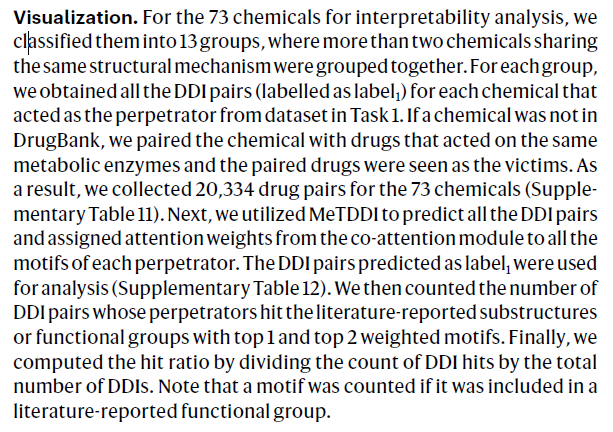 Visualization. For the 73 chemicals for interpretability analysis, we
classified them into 13 groups, where more than two chemicals sharing
the same structural mechanism were grouped together. For each group,
we obtained all the DDI pairs (labelled as label₁) for each chemical that
acted as the perpetrator from dataset in Task 1. If a chemical was not in
DrugBank, we paired the chemical with drugs that acted on the same
metabolic enzymes and the paired drugs were seen as the victims. As
a result, we collected 20,334 drug pairs for the 73 chemicals (Supple-
mentary Table 11). Next, we utilized MeTDDI to predict all the DDI pairs
and assigned attention weights from the co-attention module to all the
motifs of each perpetrator. The DDI pairs predicted as label₁ were used
for analysis (Supplementary Table 12). We then counted the number of
DDI pairs whose perpetrators hit the literature-reported substructures
or functional groups with top 1 and top 2 weighted motifs. Finally, we
computed the hit ratio by dividing the count of DDI hits by the total
number of DDIs. Note that a motif was counted if it was included in a
literature-reported functional group.